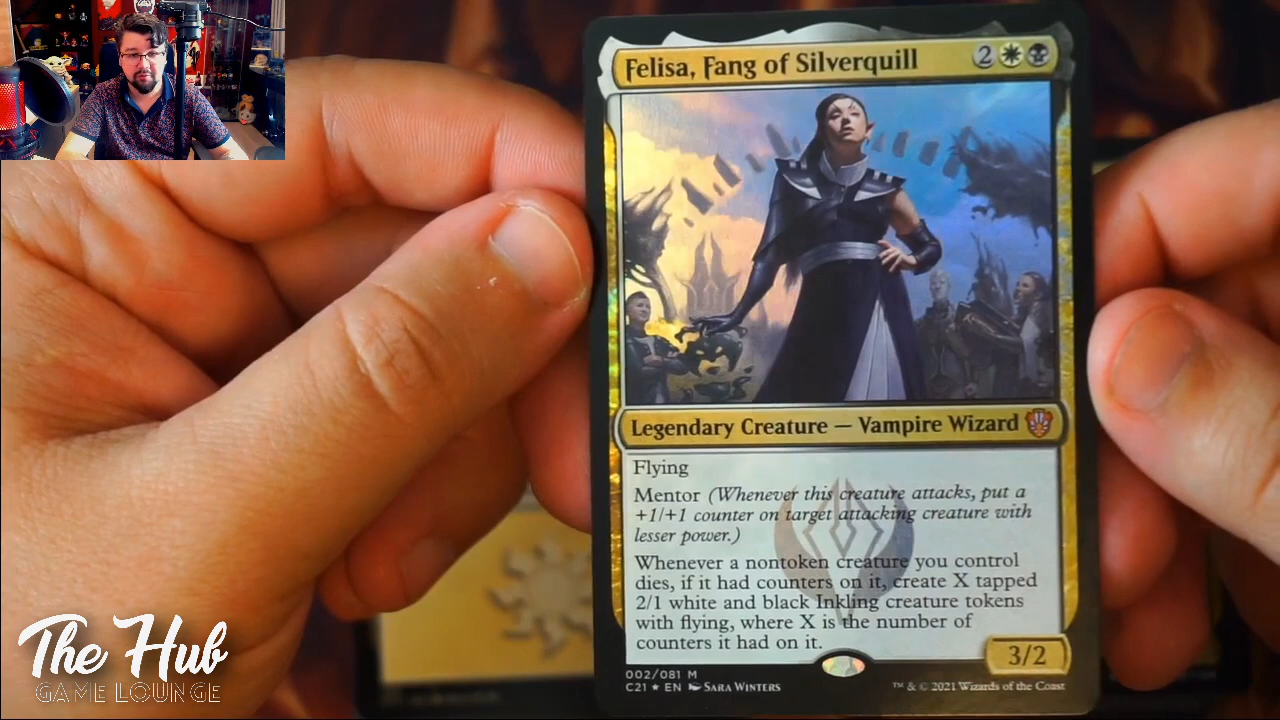 Felisa, Fang of Silverquill 2
Legendary Creature — Vampire Wizard
Flying
Mentor (Whenever this creature attacks, put a
+1/+1 counter on target attacking creature with
lesser power.)
Whenever a nontoken creature you control
dies, if it had counters on it, create X tapped
2/1 white and black Inkling creature tokens
with flying, where X is the number of
counters it had on it.
3/2
002/081 M
C21 ★ EN Sara Winters
™ & © 2021 Wizards of the Coast
The Hub
GAME LOUNGE